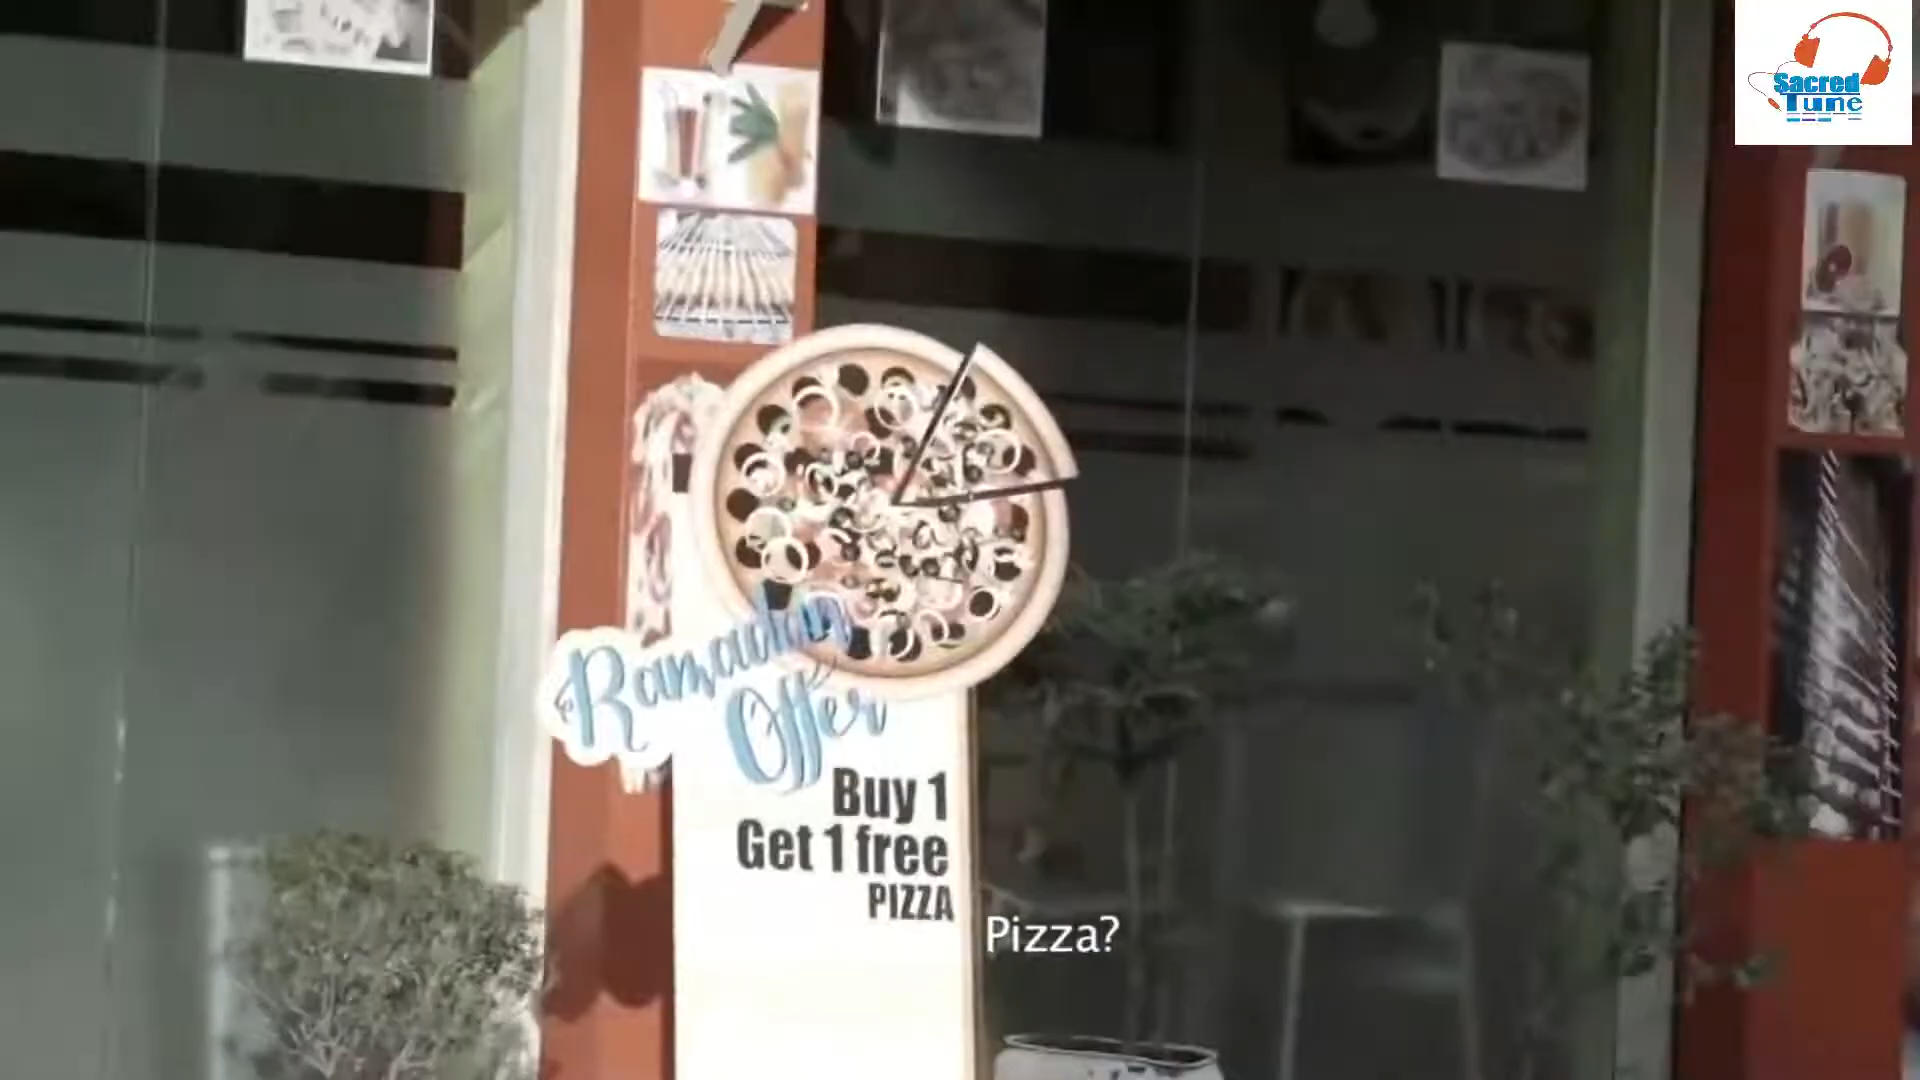 Sacred
Tune
Ramadan
Offer
Buy 1
Get 1 free
PIZZA
Pizza?